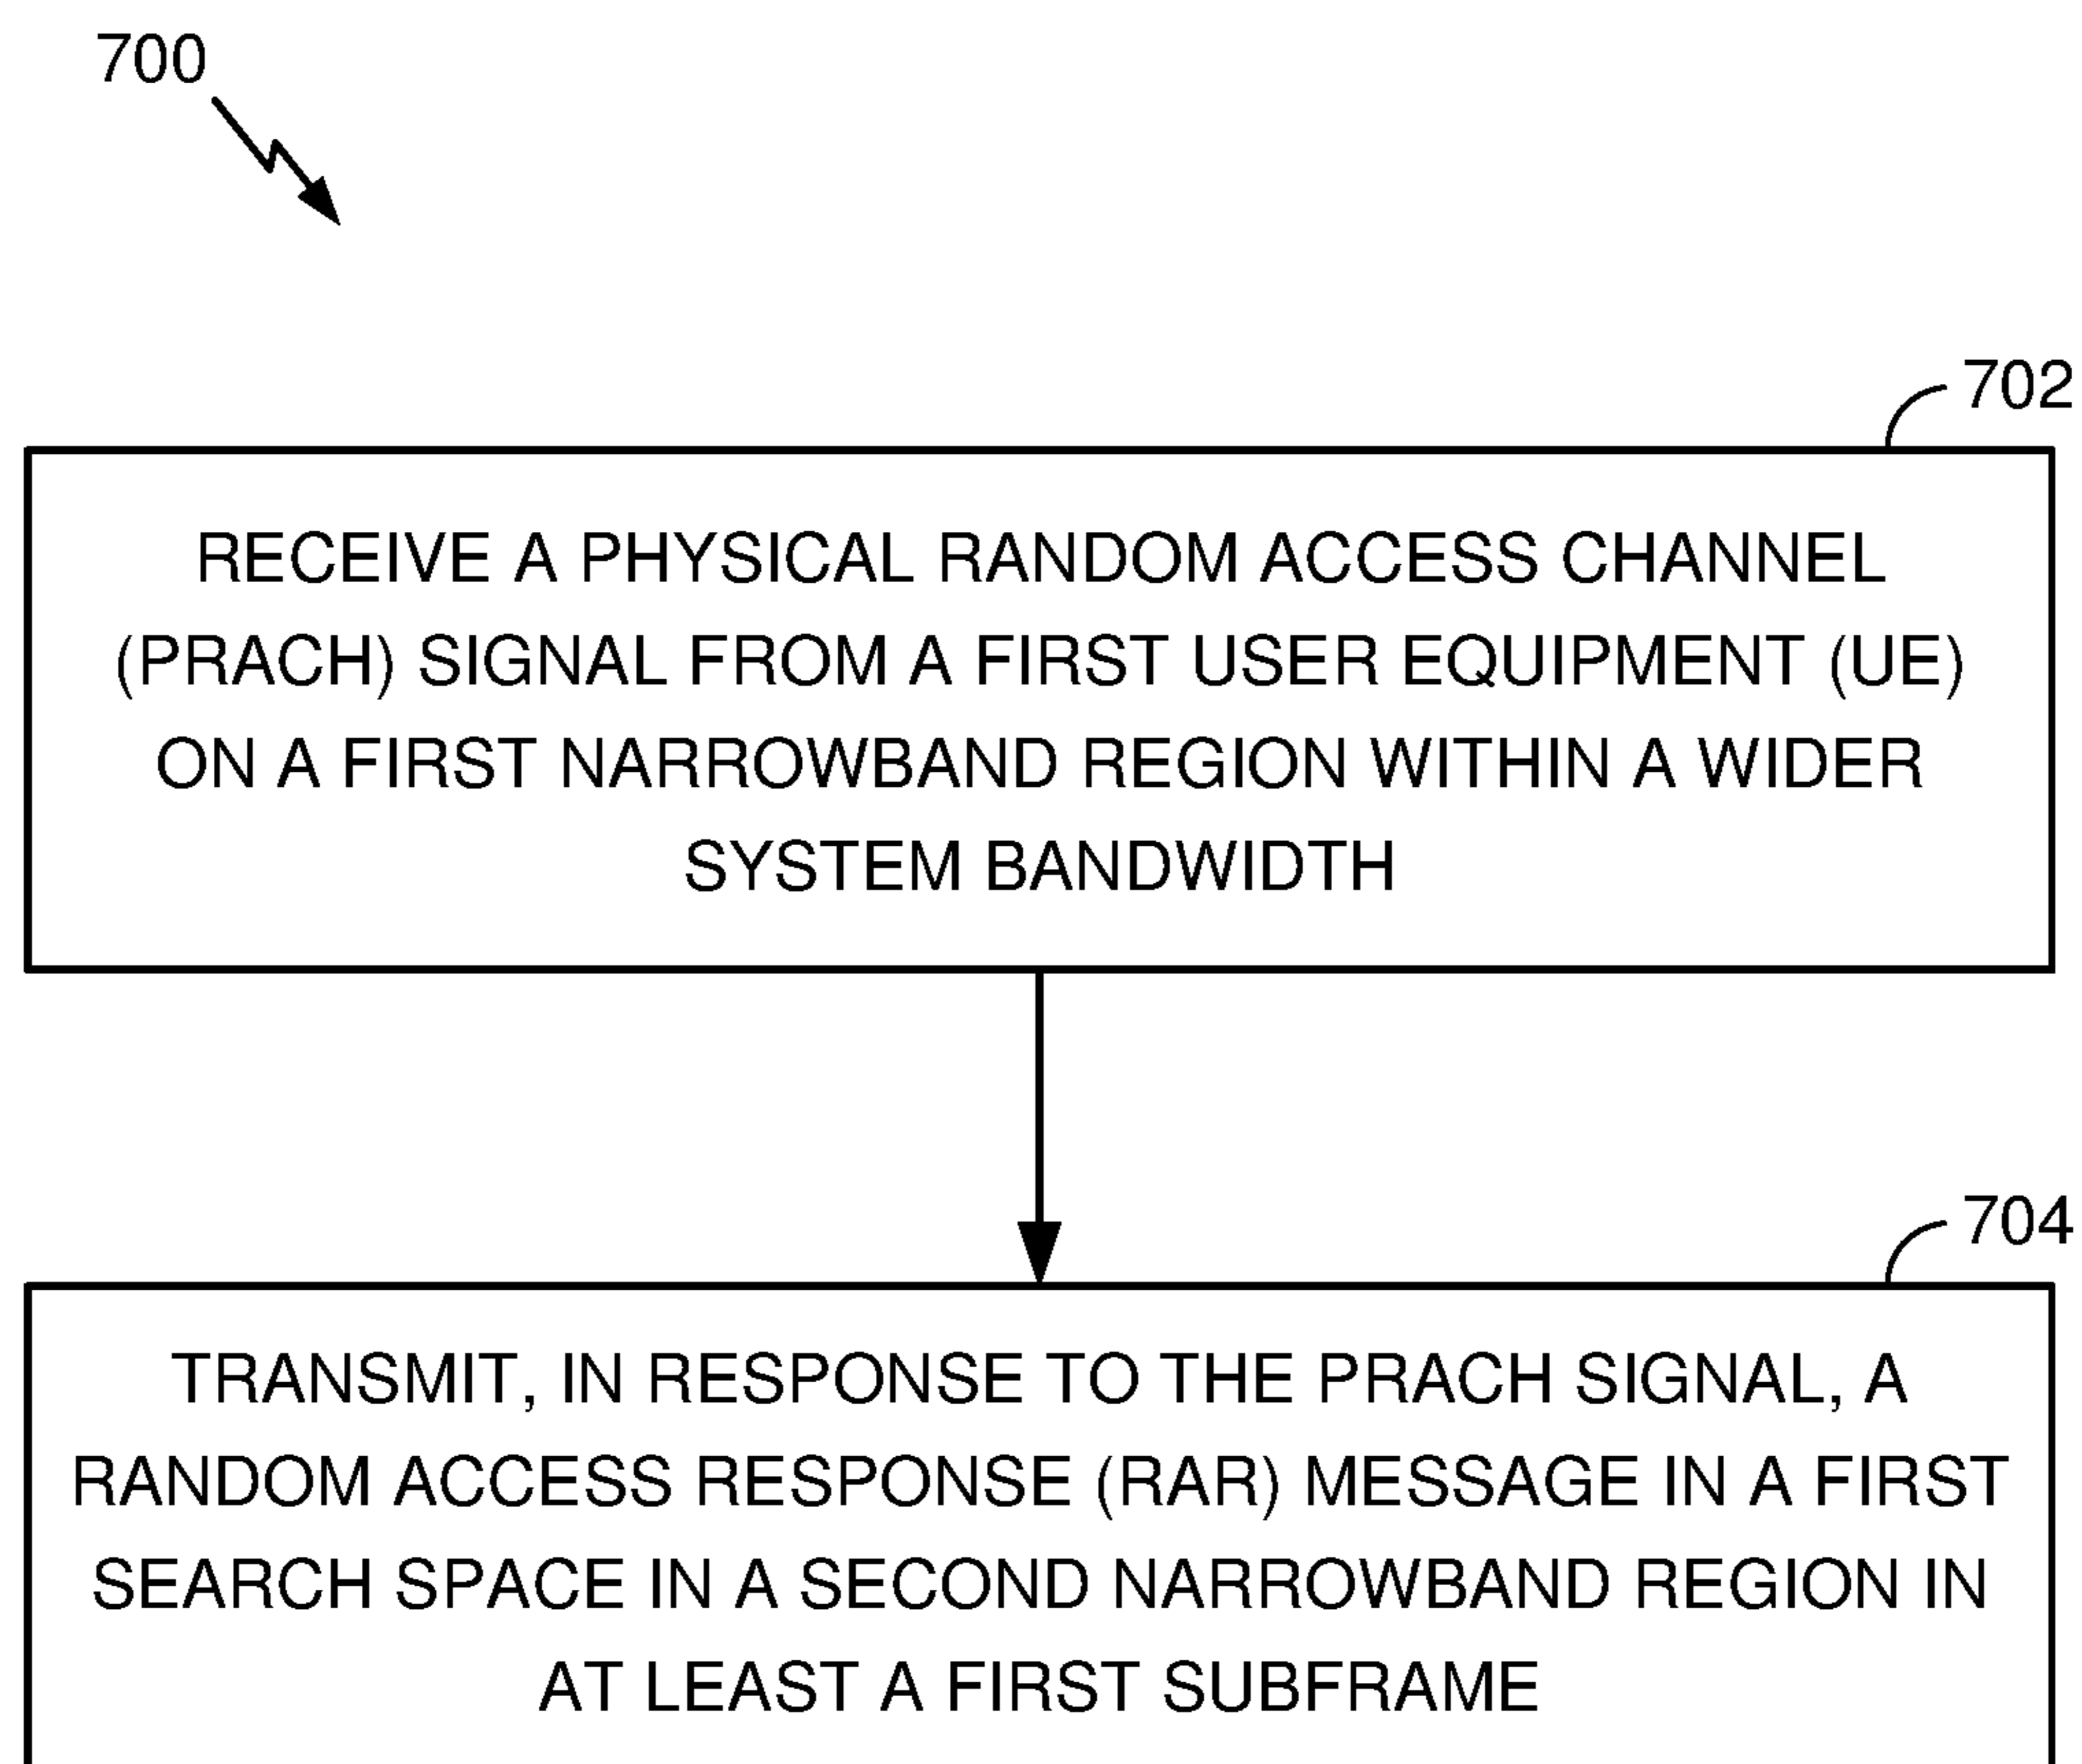 700
702
RECEIVE A PHYSICAL RANDOM ACCESS CHANNEL
(PRACH) SIGNAL FROM A FIRST USER EQUIPMENT (UE)
ON A FIRST NARROWBAND REGION WITHIN A WIDER
SYSTEM BANDWIDTH
704
TRANSMIT, IN RESPONSE TO THE PRACH SIGNAL, A
RANDOM ACCESS RESPONSE (RAR) MESSAGE IN A FIRST
SEARCH SPACE IN A SECOND NARROWBAND REGION IN
AT LEAST A FIRST SUBFRAME